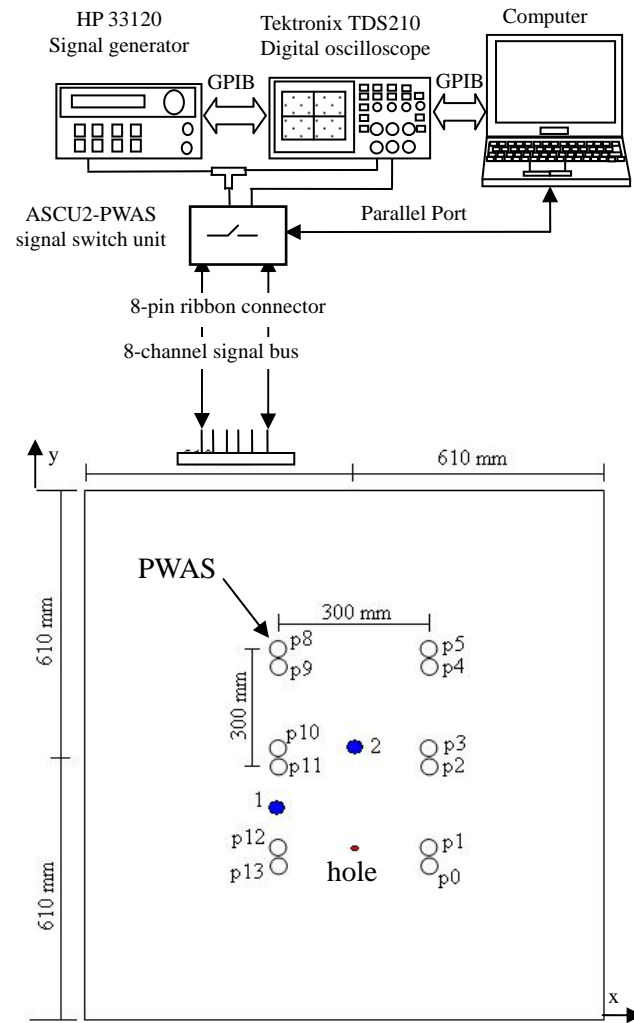 HP 33120
Signal generator
Tektronix TDS210
Digital oscilloscope
Computer
GPIB
GPIB
ASCU2-PWAS
signal switch unit
Parallel Port
8-pin ribbon connector
8-channel signal bus
y
610 mm
PWAS
300 mm
p8
p9
p5
p4
610 mm
300 mm
p10
p11
2
p3
p2
1
p12
p13
hole
p1
p0
610 mm
x